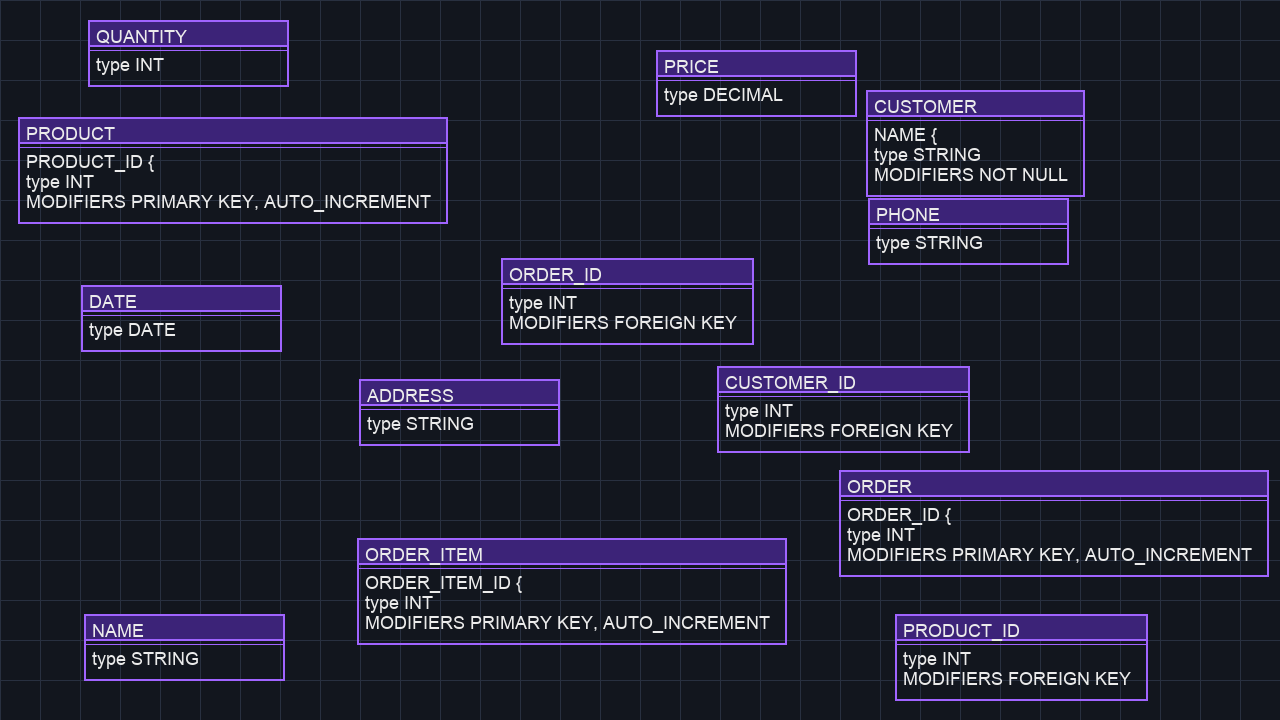 QUANTITY
type INT
PRICE
type DECIMAL
CUSTOMER
NAME {
type STRING
MODIFIERS NOT NULL
PRODUCT
PRODUCT_ID {
type INT
MODIFIERS PRIMARY KEY, AUTO_INCREMENT
PHONE
type STRING
ORDER_ID
type INT
MODIFIERS FOREIGN KEY
DATE
type DATE
CUSTOMER_ID
type INT
MODIFIERS FOREIGN KEY
ADDRESS
type STRING
ORDER
ORDER_ID {
type INT
MODIFIERS PRIMARY KEY, AUTO_INCREMENT
ORDER_ITEM
ORDER_ITEM_ID {
type INT
MODIFIERS PRIMARY KEY, AUTO_INCREMENT
NAME
type STRING
PRODUCT_ID
type INT
MODIFIERS FOREIGN KEY